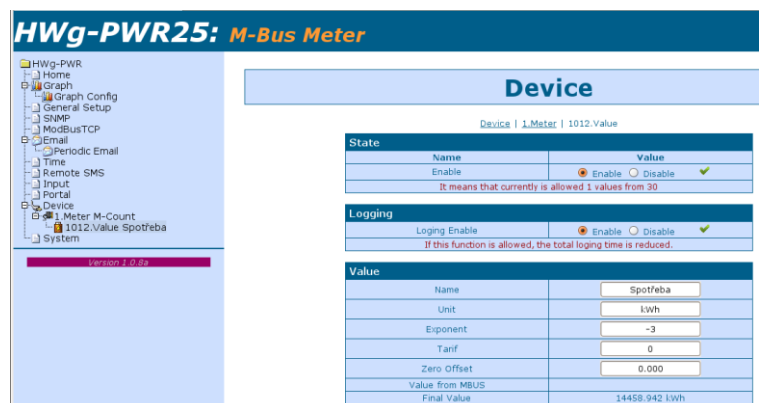 HWg-PWR25: M-Bus Meter
HWg-PWR
Home
Graph
Graph Config
General Setup
SNMP
ModBusTCP
Email
Periodic Email
Time
Remote SMS
Input
Portal
Device
1.Meter M-Count
1012.Value Spotřeba
System
Version 1.0.8a
Device
Device | 1.Meter | 1012.Value
State
Name Value
Enable Enable Disable
It means that currently is allowed 1 values from 30
Logging
Loging Enable Enable Disable
If this function is allowed, the total loging time is reduced.
Value
Name Spotřeba
Unit kWh
Exponent -3
Tarif 0
Zero Offset 0.000
Value from MBUS
Final Value 14458.942 kWh